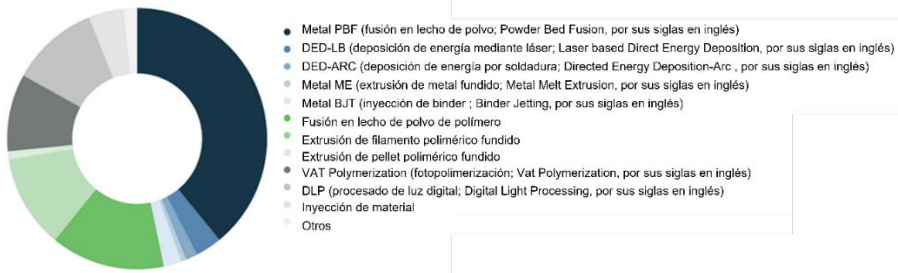 Metal PBF (fusión en lecho de polvo; Powder Bed Fusion, por sus siglas en inglés)
DED-LB (deposición de energía mediante láser; Laser based Direct Energy Deposition, por sus siglas en inglés)
DED-ARC (deposición de energía por soldadura; Directed Energy Deposition-Arc , por sus siglas en inglés)
Metal ME (extrusión de metal fundido; Metal Melt Extrusion, por sus siglas en inglés)
Metal BJT (inyección de binder ; Binder Jetting, por sus siglas en inglés)
Fusión en lecho de polvo de polímero
Extrusión de filamento polimérico fundido
Extrusión de pellet polimérico fundido
VAT Polymerization (fotopolimerización; Vat Polymerization, por sus siglas en inglés)
DLP (procesado de luz digital; Digital Light Processing, por sus siglas en inglés)
Inyección de material
Otros